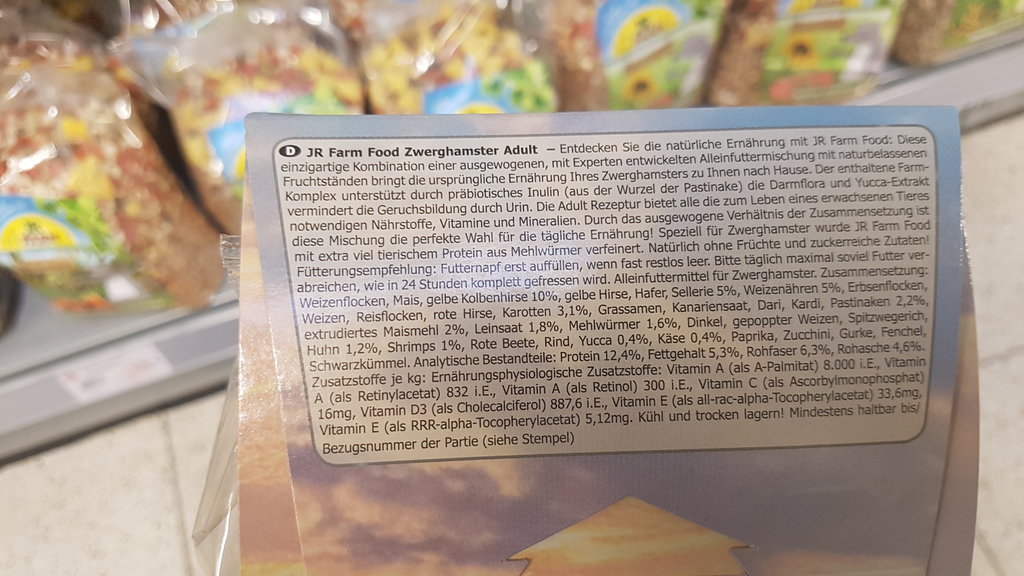 D JR Farm Food Zwerghamster Adult – Entdecken Sie die natürliche Ernährung mit JR Farm Food: Diese
einzigartige Kombination einer ausgewogenen, mit Experten entwickelten Alleinfuttermischung mit naturbelassenen
Fruchtständen bringt die ursprüngliche Ernährung Ihres Zwerghamsters zu Ihnen nach Hause. Der enthaltene Farm-
Komplex unterstützt durch präbiotisches Inulin (aus der Wurzel der Pastinake) die Darmflora und Yucca-Extrakt
vermindert die Geruchsbildung durch Urin. Die Adult Rezeptur bietet alle die zum Leben eines erwachsenen Tieres
notwendigen Nährstoffe, Vitamine und Mineralien. Durch das ausgewogene Verhältnis der Zusammensetzung ist
diese Mischung die perfekte Wahl für die tägliche Ernährung! Speziell für Zwerghamster wurde JR Farm Food
mit extra viel tierischem Protein aus Mehlwürmer verfeinert. Natürlich ohne Früchte und zuckerreiche Zutaten!
Fütterungsempfehlung: Futternapf erst auffüllen, wenn fast restlos leer. Bitte täglich maximal soviel Futter ver-
abreichen, wie in 24 Stunden komplett gefressen wird. Alleinfuttermittel für Zwerghamster. Zusammensetzung:
Weizenflocken, Mais, gelbe Kolbenhirse 10%, gelbe Hirse, Hafer, Sellerie 5%, Weizenähren 5%, Erbsenflocken,
Weizen, Reisflocken, rote Hirse, Karotten 3,1%, Grassamen, Kanariensaat, Dari, Kardi, Pastinaken 2,2%,
extrudiertes Maismehl 2%, Leinsaat 1,8%, Mehlwürmer 1,6%, Dinkel, gepoppter Weizen, Spitzwegerich,
Huhn 1,2%, Shrimps 1%, Rote Beete, Rind, Yucca 0,4%, Käse 0,4%, Paprika, Zucchini, Gurke, Fenchel,
Schwarzkümmel. Analytische Bestandteile: Protein 12,4%, Fettgehalt 5,3%, Rohfaser 6,3%, Rohasche 4,6%.
Zusatzstoffe je kg: Ernährungsphysiologische Zusatzstoffe: Vitamin A (als A-Palmitat) 8.000 i.E., Vitamin
A (als Retinylacetat) 832 i.E., Vitamin A (als Retinol) 300 i.E., Vitamin C (als Ascorbylmonophosphat)
16mg, Vitamin D3 (als Cholecalciferol) 887,6 i.E., Vitamin E (als all-rac-alpha-Tocopherylacetat) 33,6mg,
Vitamin E (als RRR-alpha-Tocopherylacetat) 5,12mg. Kühl und trocken lagern! Mindestens haltbar bis/
Bezugsnummer der Partie (siehe Stempel)